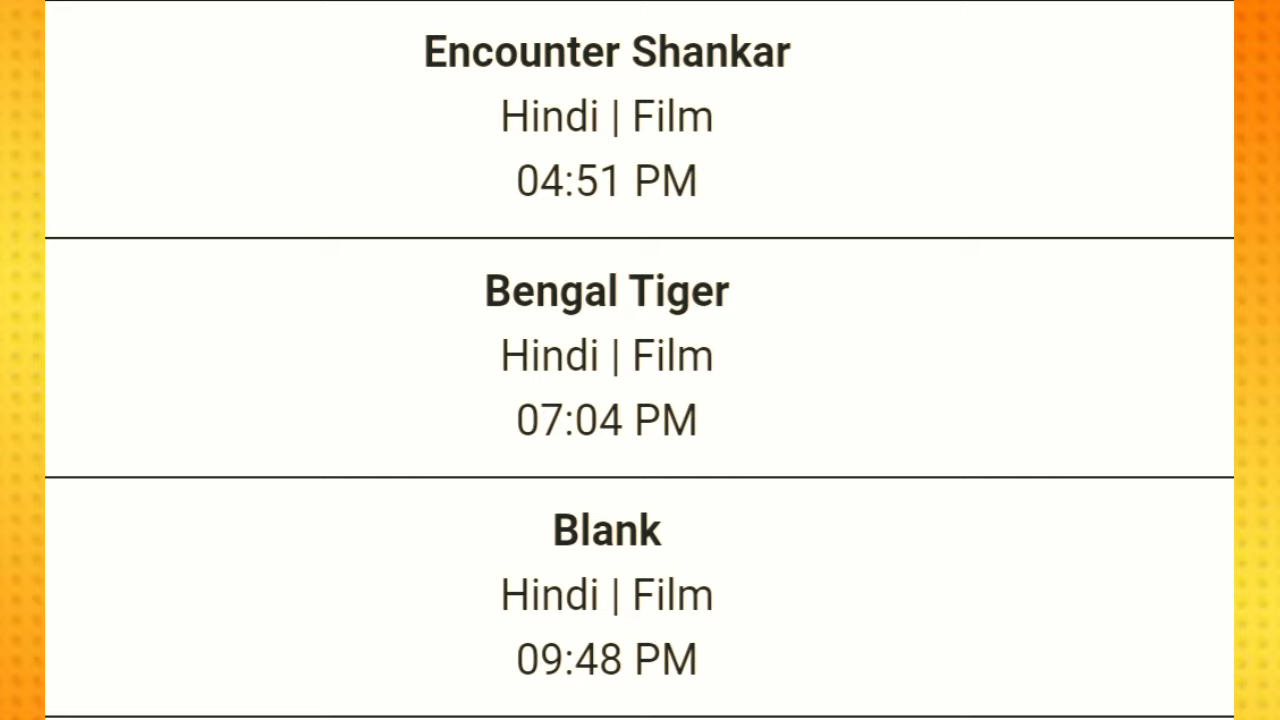 Encounter Shankar
Hindi | Film
04:51 PM
Bengal Tiger
Hindi | Film
07:04 PM
Blank
Hindi | Film
09:48 PM